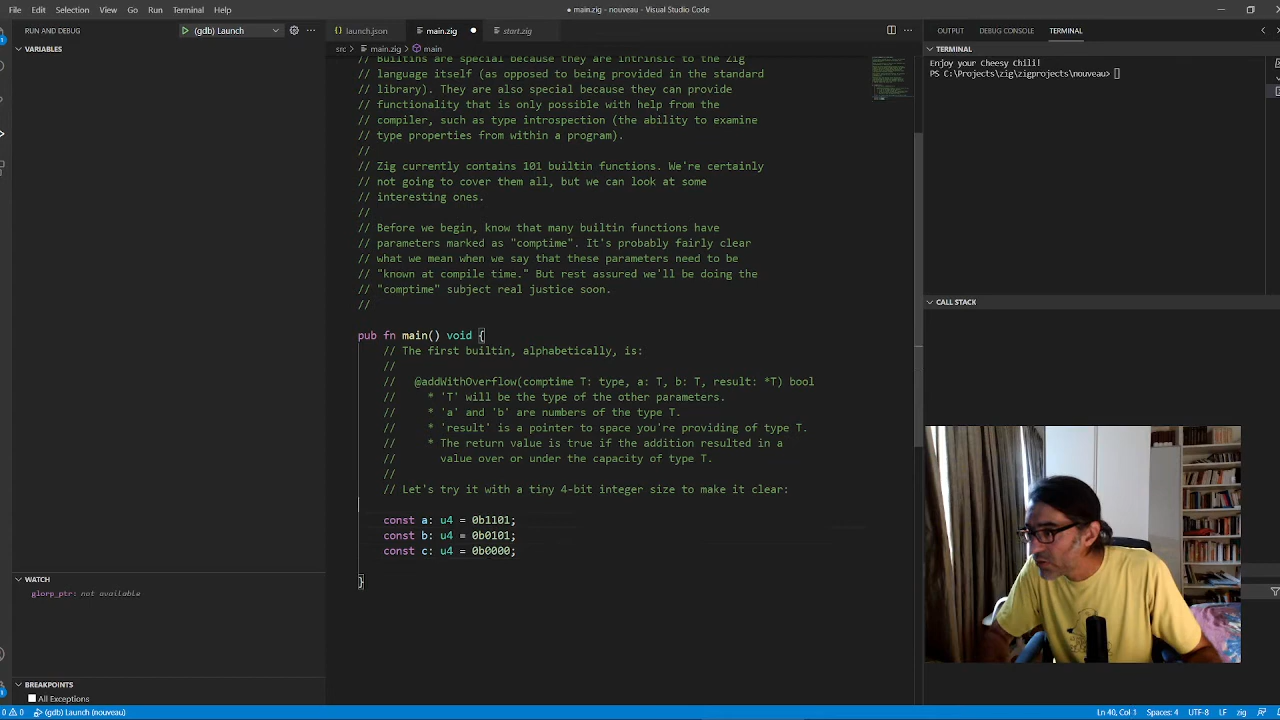 File Edit Selection View Go Run Terminal Help
● main.zig - nouveau - Visual Studio Code
RUN AND DEBUG
(gdb) Launch
launch.json
main.zig
start.zig
OUTPUT DEBUG CONSOLE TERMINAL
VARIABLES
src > main.zig > main
TERMINAL
Enjoy your Cheesy Chili!
PS C:\Projects\zig\zigprojects\nouveau>
// Builtins are special because they are intrinsic to the Zig
// language itself (as opposed to being provided in the standard
// library). They are also special because they can provide
// functionality that is only possible with help from the
// compiler, such as type introspection (the ability to examine
// type properties from within a program).
//
// Zig currently contains 101 builtin functions. We're certainly
// not going to cover them all, but we can look at some
// interesting ones.
//
// Before we begin, know that many builtin functions have
// parameters marked as "comptime". It's probably fairly clear
// what we mean when we say that these parameters need to be
// "known at compile time." But rest assured we'll be doing the
// "comptime" subject real justice soon.
//
pub fn main() void {
// The first builtin, alphabetically, is:
//
// @addWithOverflow(comptime T: type, a: T, b: T, result: *T) bool
// * 'T' will be the type of the other parameters.
// * 'a' and 'b' are numbers of the type T.
// * 'result' is a pointer to space you're providing of type T.
// * The return value is true if the addition resulted in a
// value over or under the capacity of type T.
//
// Let's try it with a tiny 4-bit integer size to make it clear:
const a: u4 = 0b1101;
const b: u4 = 0b0101;
const c: u4 = 0b0000;
}
CALL STACK
WATCH
glorp_ptr: not available
BREAKPOINTS
All Exceptions
0 0 (gdb) Launch (nouveau)
Ln 40, Col 1 Spaces: 4 UTF-8 LF zig